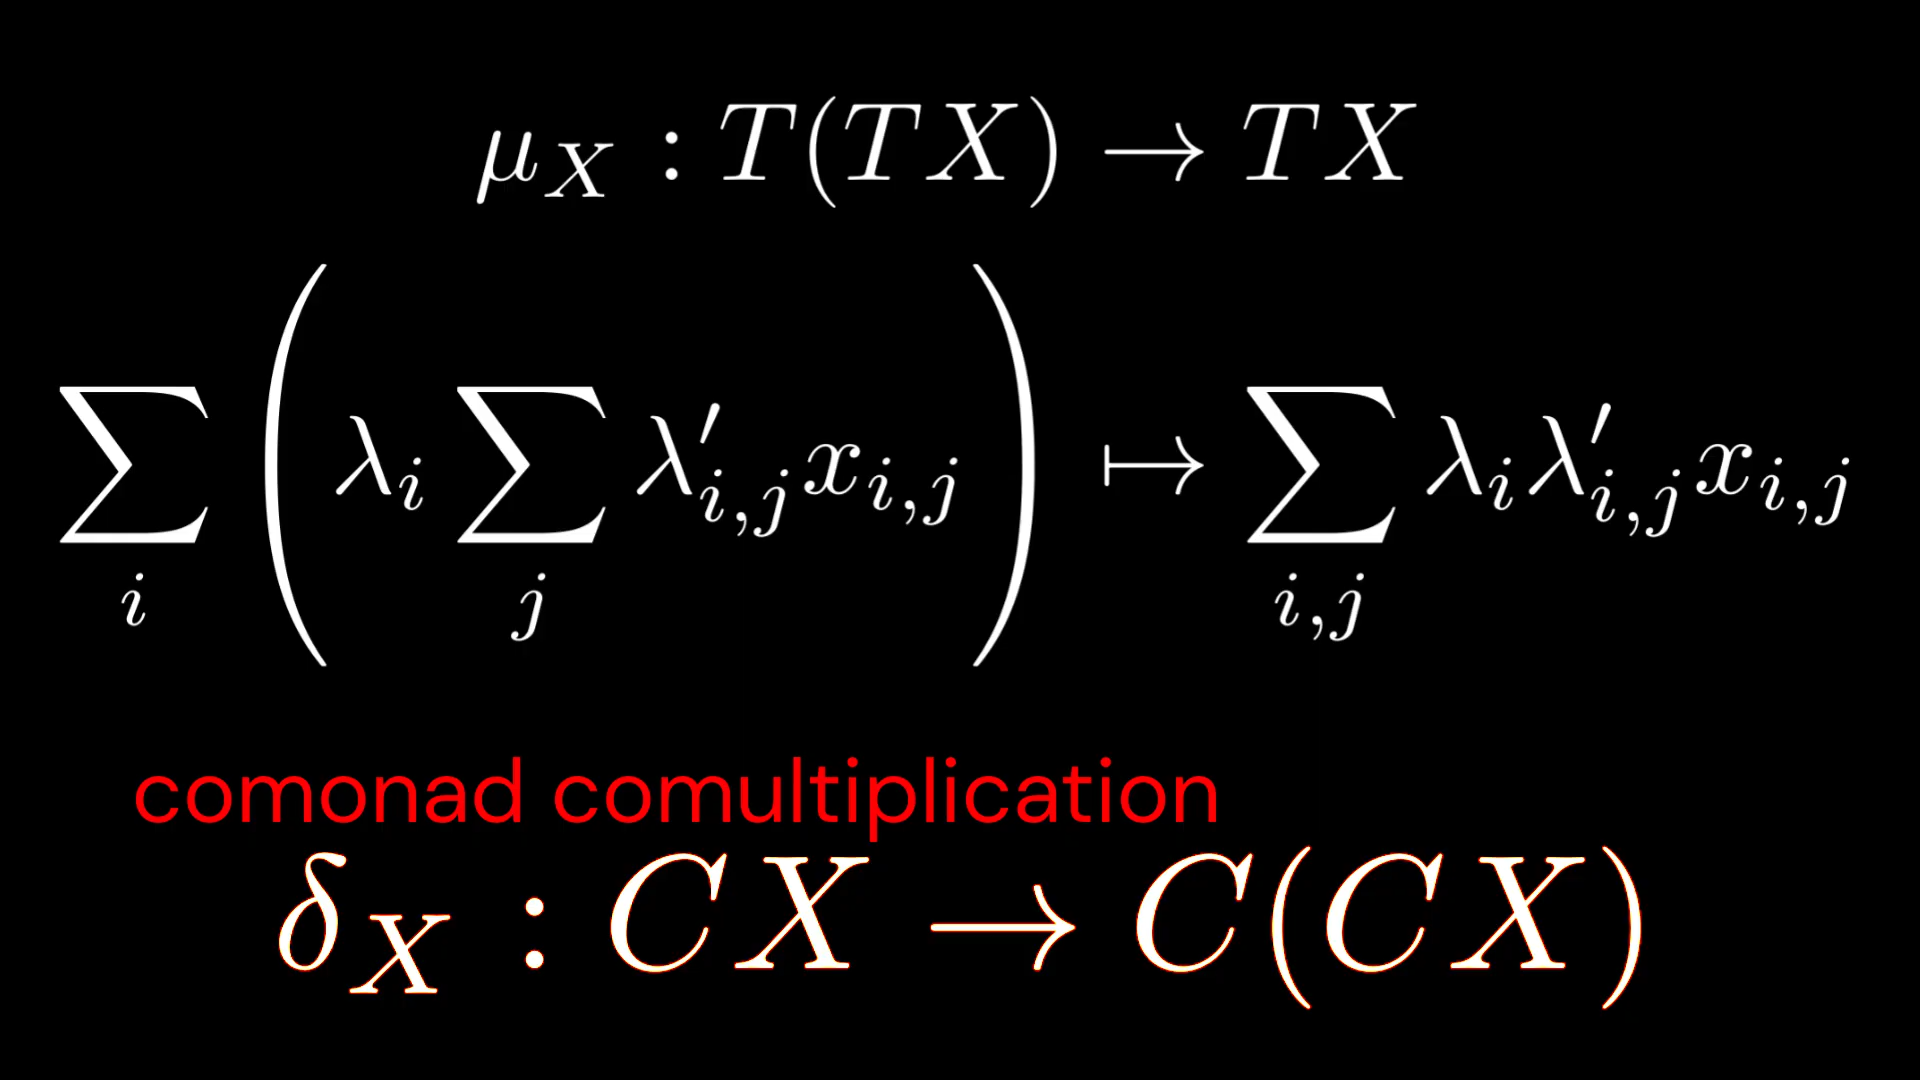 μ_X : T(TX) → TX
∑_i (λ_i ∑_j λ′_{i,j} x_{i,j}) ↦ ∑_{i,j} λ_i λ′_{i,j} x_{i,j}
comonad comultiplication
δ_X : CX → C(CX)